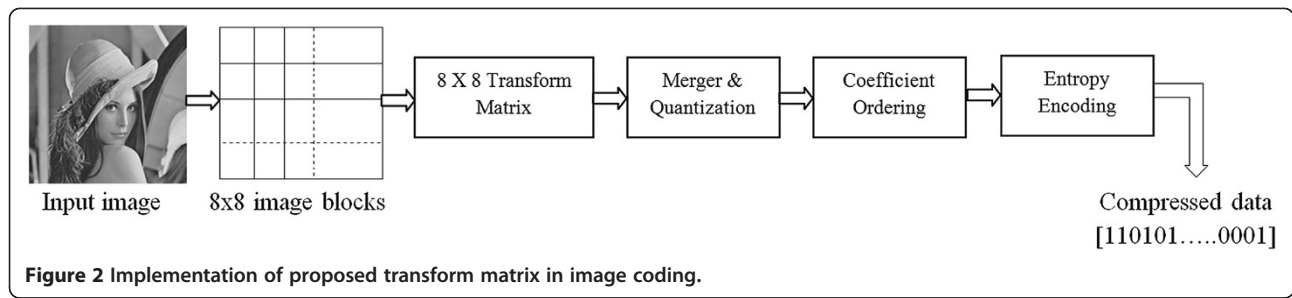 Input image
8x8 image blocks
8 X 8 Transform
Matrix
Merger &
Quantization
Coefficient
Ordering
Entropy
Encoding
Compressed data
[110101.....0001]
Figure 2 Implementation of proposed transform matrix in image coding.